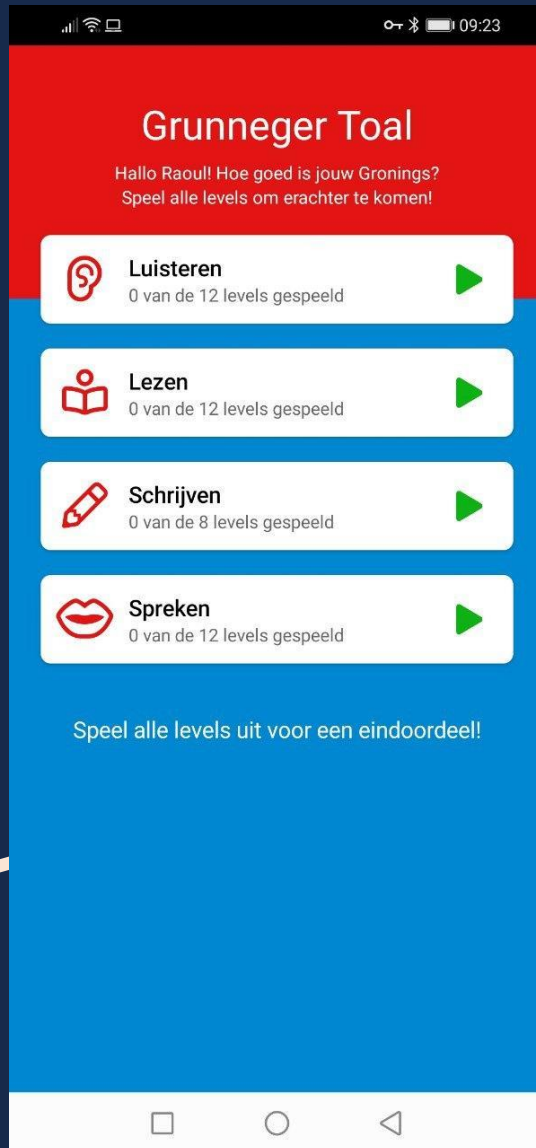 09:23
Grunneger Toal
Hallo Raoul! Hoe goed is jouw Gronings?
Speel alle levels om erachter te komen!
Luisteren
0 van de 12 levels gespeeld
Lezen
0 van de 12 levels gespeeld
Schrijven
0 van de 8 levels gespeeld
Spreken
0 van de 12 levels gespeeld
Speel alle levels uit voor een eindoordeel!